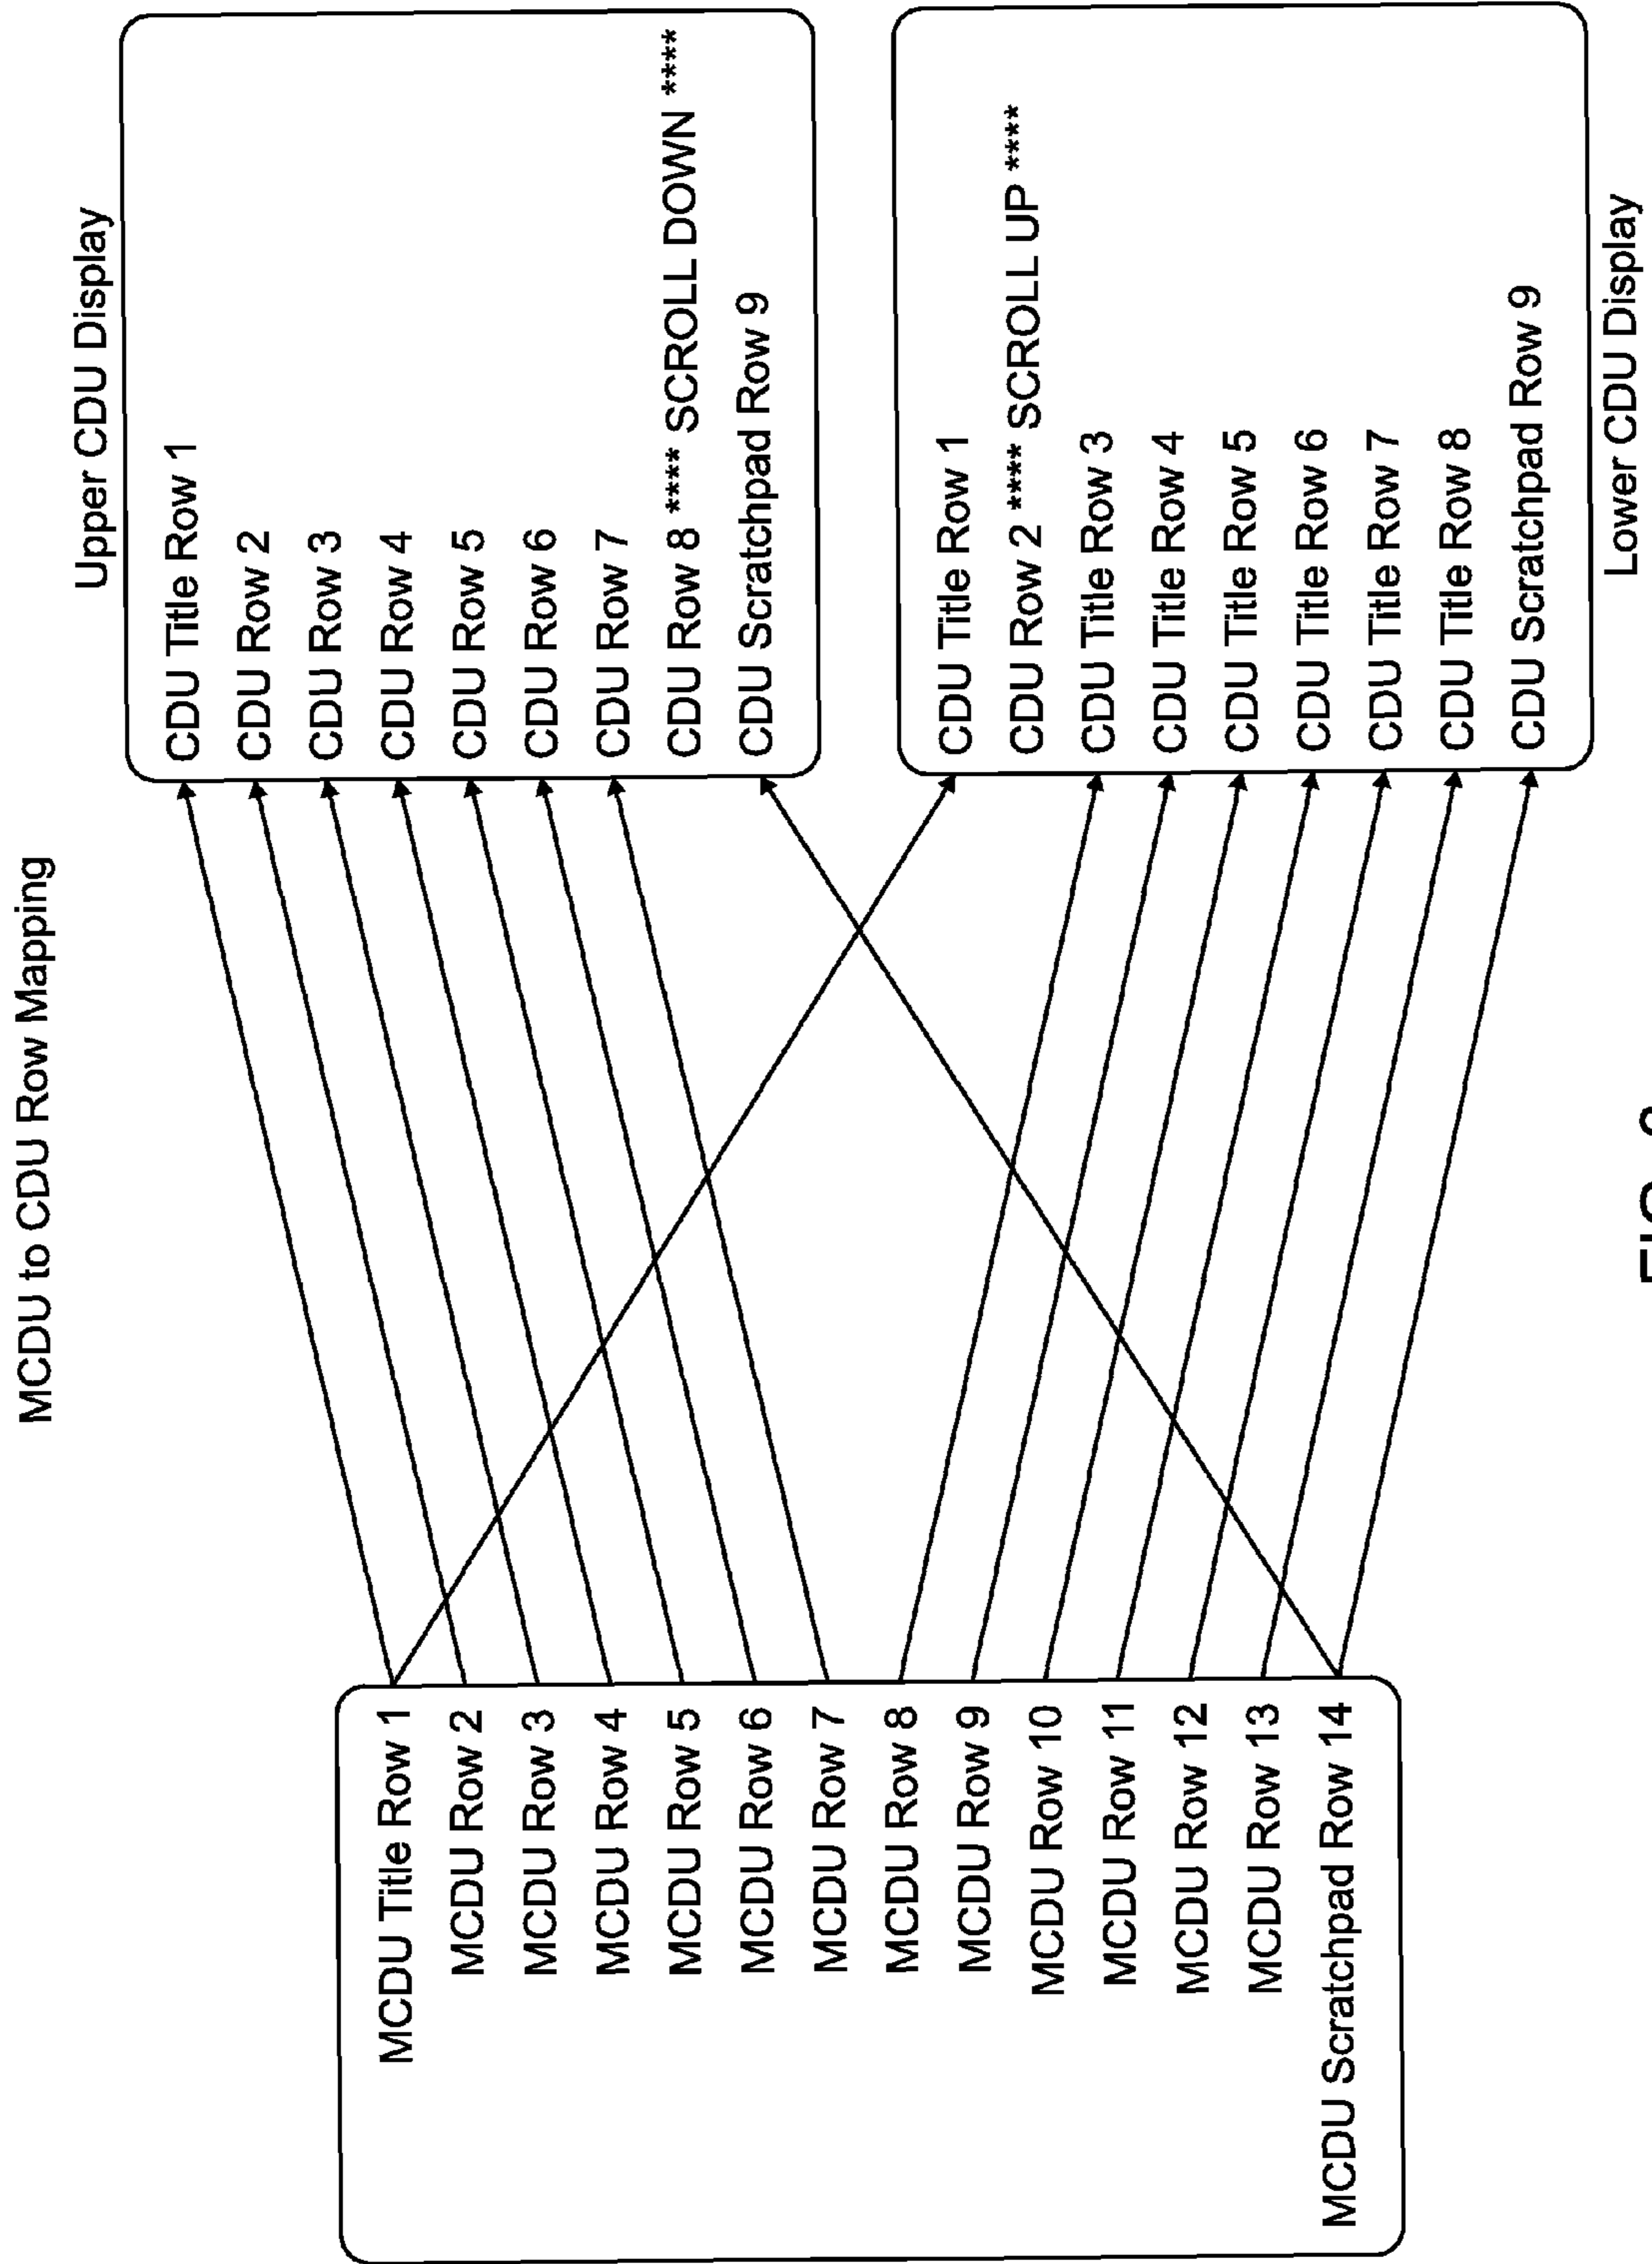 MCDU to CDU Row Mapping
MCDU Title Row 1
MCDU Row 2
MCDU Row 3
MCDU Row 4
MCDU Row 5
MCDU Row 6
MCDU Row 7
MCDU Row 8
MCDU Row 9
MCDU Row 10
MCDU Row 11
MCDU Row 12
MCDU Row 13
MCDU Scratchpad Row 14
Upper CDU Display
CDU Title Row 1
CDU Row 2
CDU Row 3
CDU Row 4
CDU Row 5
CDU Row 6
CDU Row 7
CDU Row 8 **** SCROLL DOWN ****
CDU Scratchpad Row 9
CDU Title Row 1
CDU Row 2 **** SCROLL UP ****
CDU Title Row 3
CDU Title Row 4
CDU Title Row 5
CDU Title Row 6
CDU Title Row 7
CDU Title Row 8
CDU Scratchpad Row 9
Lower CDU Display